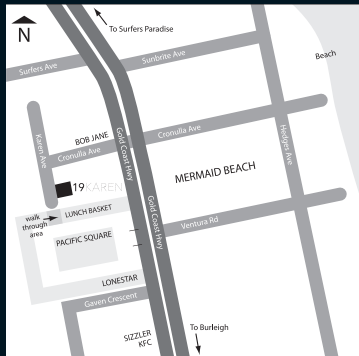 N
To Surfers Paradise
Surfers Ave
Sunbrite Ave
Beach
Karen Ave
BOB JANE
Cronulla Ave
Gold Coast Hwy
Cronulla Ave
Hedges Ave
19KAREN
MERMAID BEACH
walk
through
area
LUNCH BASKET
Gold Coast Hwy
PACIFIC SQUARE
Ventura Rd
LONESTAR
Gaven Crescent
SIZZLER
KFC
To Burleigh